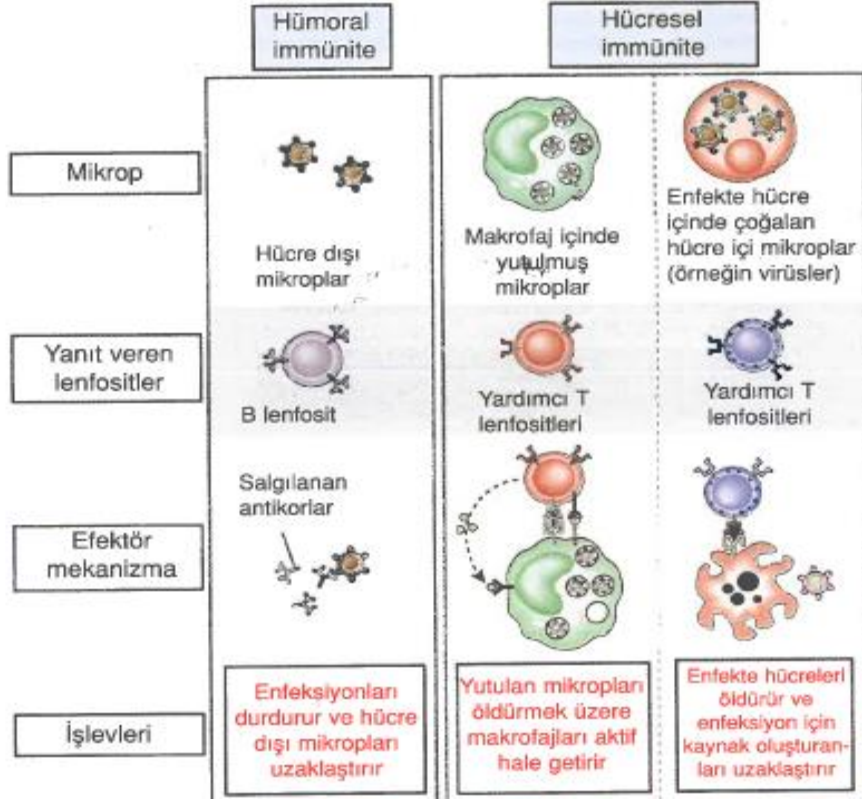 Hümoral
immünite
Hücresel
immünite
Mikrop
Hücre dışı
mikroplar
Makrofaj içinde
yutulmuş
mikroplar
Enfekte hücre
içinde çoğalan
hücre içi mikroplar
(örneğin virüsler)
Yanıt veren
lenfositler
B lenfosit
Yardımcı T
lenfositleri
Yardımcı T
lenfositleri
Efektör
mekanizma
Salgılanan
antikorlar
İşlevleri
Enfeksiyonları
durdurur ve hücre
dışı mikropları
uzaklaştırır
Yutulan mikropları
öldürmek üzere
makrofajları aktif
hale getirir
Enfekte hücreleri
öldürür ve
enfeksiyon için
kaynak oluşturan-
ları uzaklaştırır